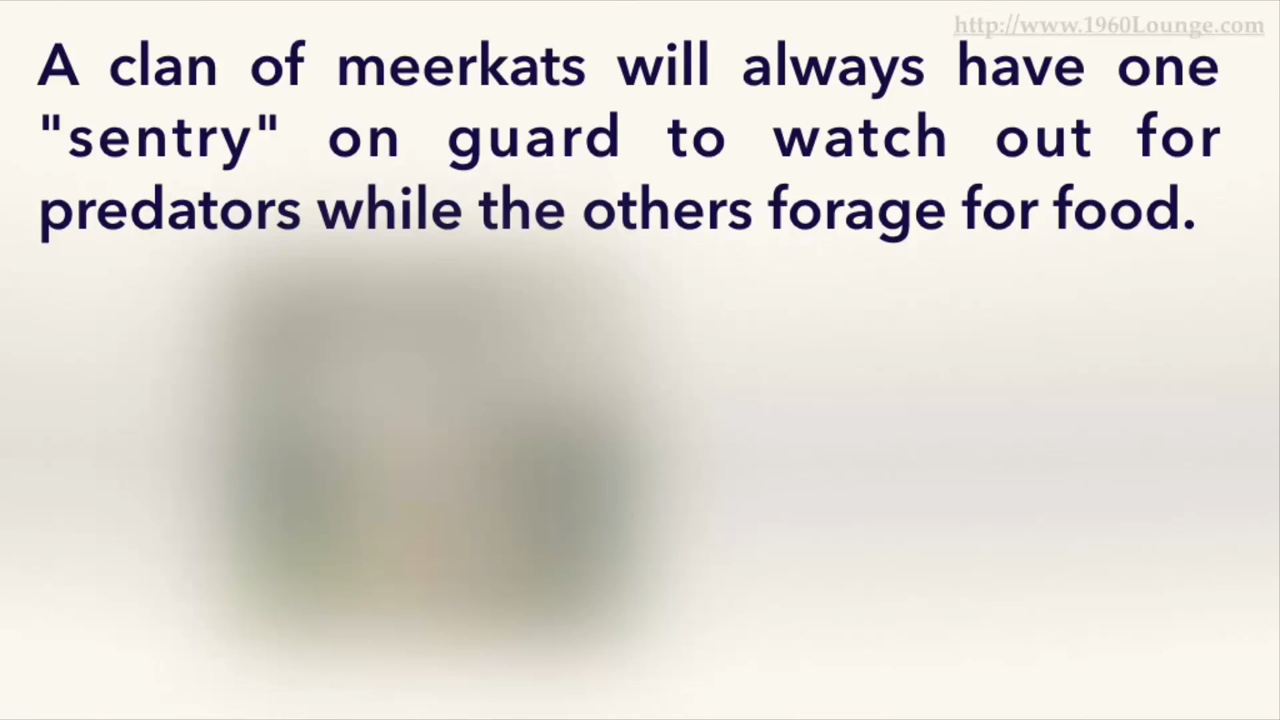 http://www.1960Lounge.com
A clan of meerkats will always have one
"sentry" on guard to watch out for
predators while the others forage for food.